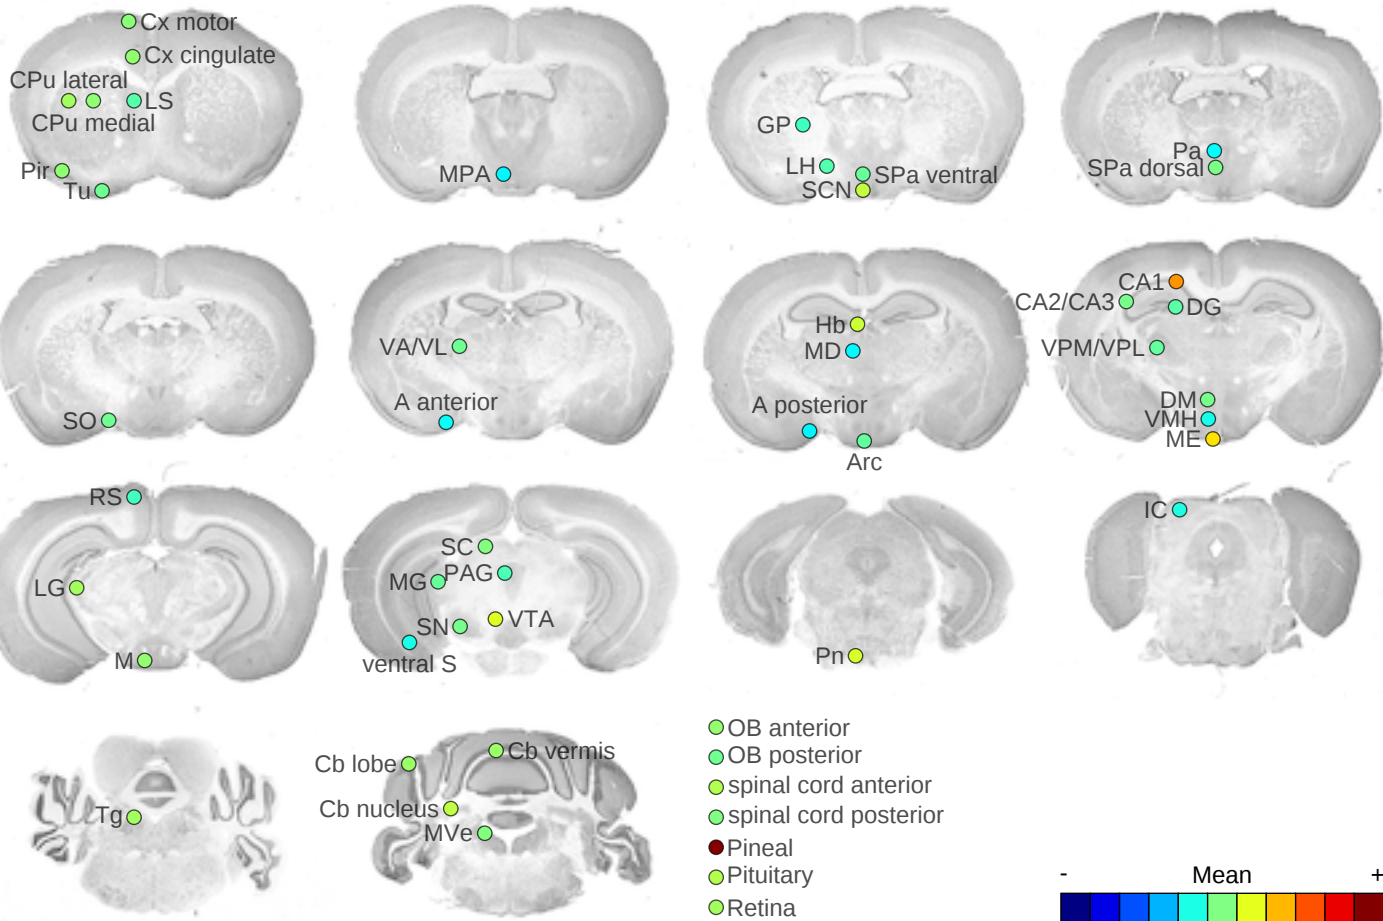 Cx motor
Cx cingulate
CPu lateral
LS
CPu medial
Pir
Tu
MPA
GP
LH
SPa ventral
SCN
Pa
SPa dorsal
SO
VA/VL
A anterior
Hb
MD
A posterior
Arc
CA1
CA2/CA3
DG
VPM/VPL
DM
VMH
ME
RS
LG
M
SC
MG
PAG
SN
VTA
ventral S
Pn
IC
Tg
Cb lobe
Cb vermis
Cb nucleus
MVe
OB anterior
OB posterior
spinal cord anterior
spinal cord posterior
Pineal
Pituitary
Retina
- Mean +